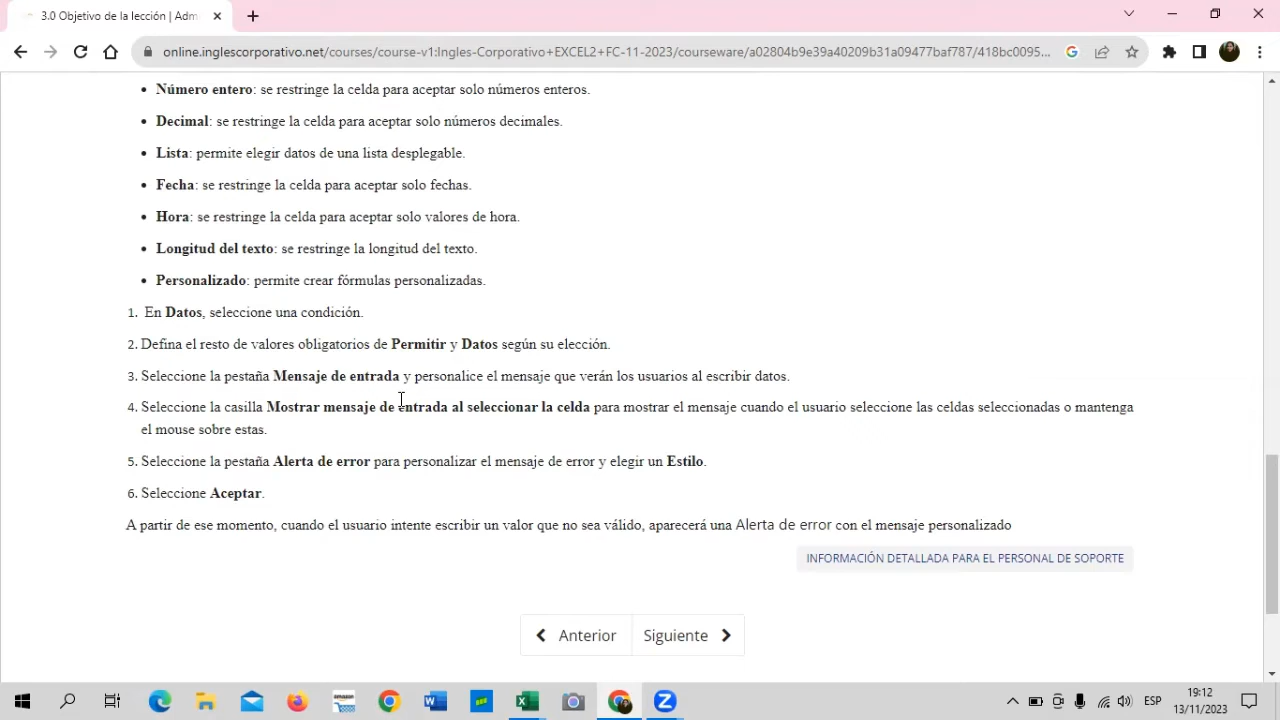 3.0 Objetivo de la lección | Adm
online.inglescorporativo.net/courses/course-v1:Ingles-Corporativo+EXCEL2+FC-11-2023/courseware/a02804b9e39a40209b31a09477baf787/418bc0095...
• Número entero: se restringe la celda para aceptar solo números enteros.
• Decimal: se restringe la celda para aceptar solo números decimales.
• Lista: permite elegir datos de una lista desplegable.
• Fecha: se restringe la celda para aceptar solo fechas.
• Hora: se restringe la celda para aceptar solo valores de hora.
• Longitud del texto: se restringe la longitud del texto.
• Personalizado: permite crear fórmulas personalizadas.
1. En Datos, seleccione una condición.
2. Defina el resto de valores obligatorios de Permitir y Datos según su elección.
3. Seleccione la pestaña Mensaje de entrada y personalice el mensaje que verán los usuarios al escribir datos.
4. Seleccione la casilla Mostrar mensaje de entrada al seleccionar la celda para mostrar el mensaje cuando el usuario seleccione las celdas seleccionadas o mantenga
el mouse sobre estas.
5. Seleccione la pestaña Alerta de error para personalizar el mensaje de error y elegir un Estilo.
6. Seleccione Aceptar.
A partir de ese momento, cuando el usuario intente escribir un valor que no sea válido, aparecerá una Alerta de error con el mensaje personalizado
INFORMACIÓN DETALLADA PARA EL PERSONAL DE SOPORTE
Anterior
Siguiente
amazon
ESP
19:12
13/11/2023